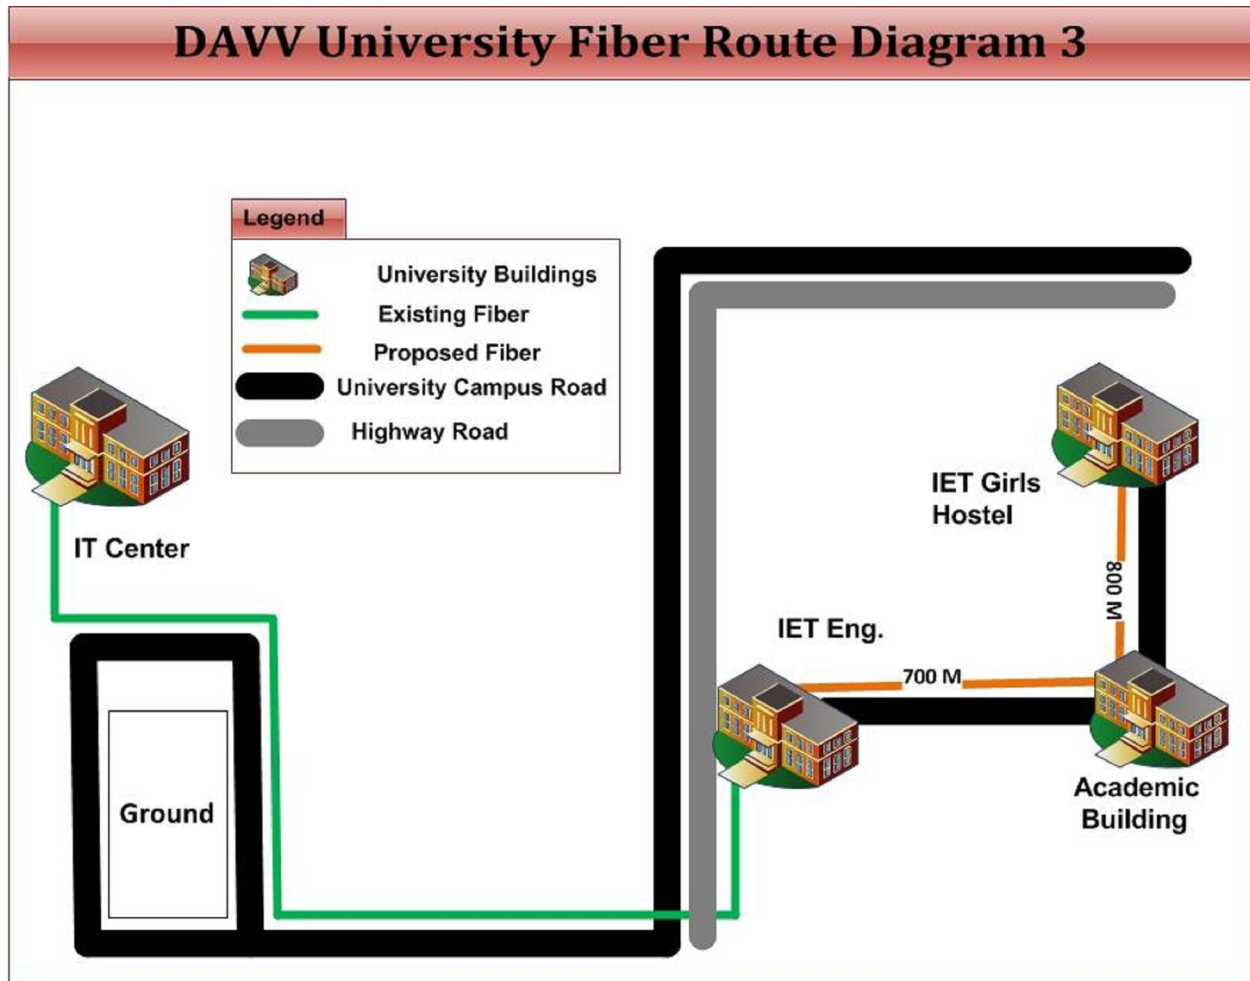 DAVV University Fiber Route Diagram 3
Legend
University Buildings
Existing Fiber
Proposed Fiber
University Campus Road
Highway Road
IT Center
IET Girls
Hostel
800 M
IET Eng.
700 M
Ground
Academic
Building